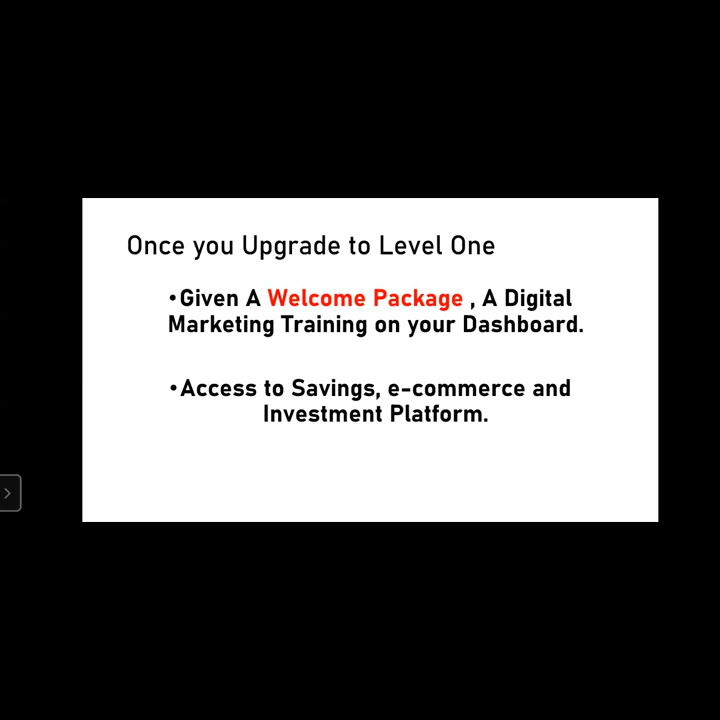 Once you Upgrade to Level One
•Given A Welcome Package , A Digital
Marketing Training on your Dashboard.
•Access to Savings, e-commerce and
Investment Platform.